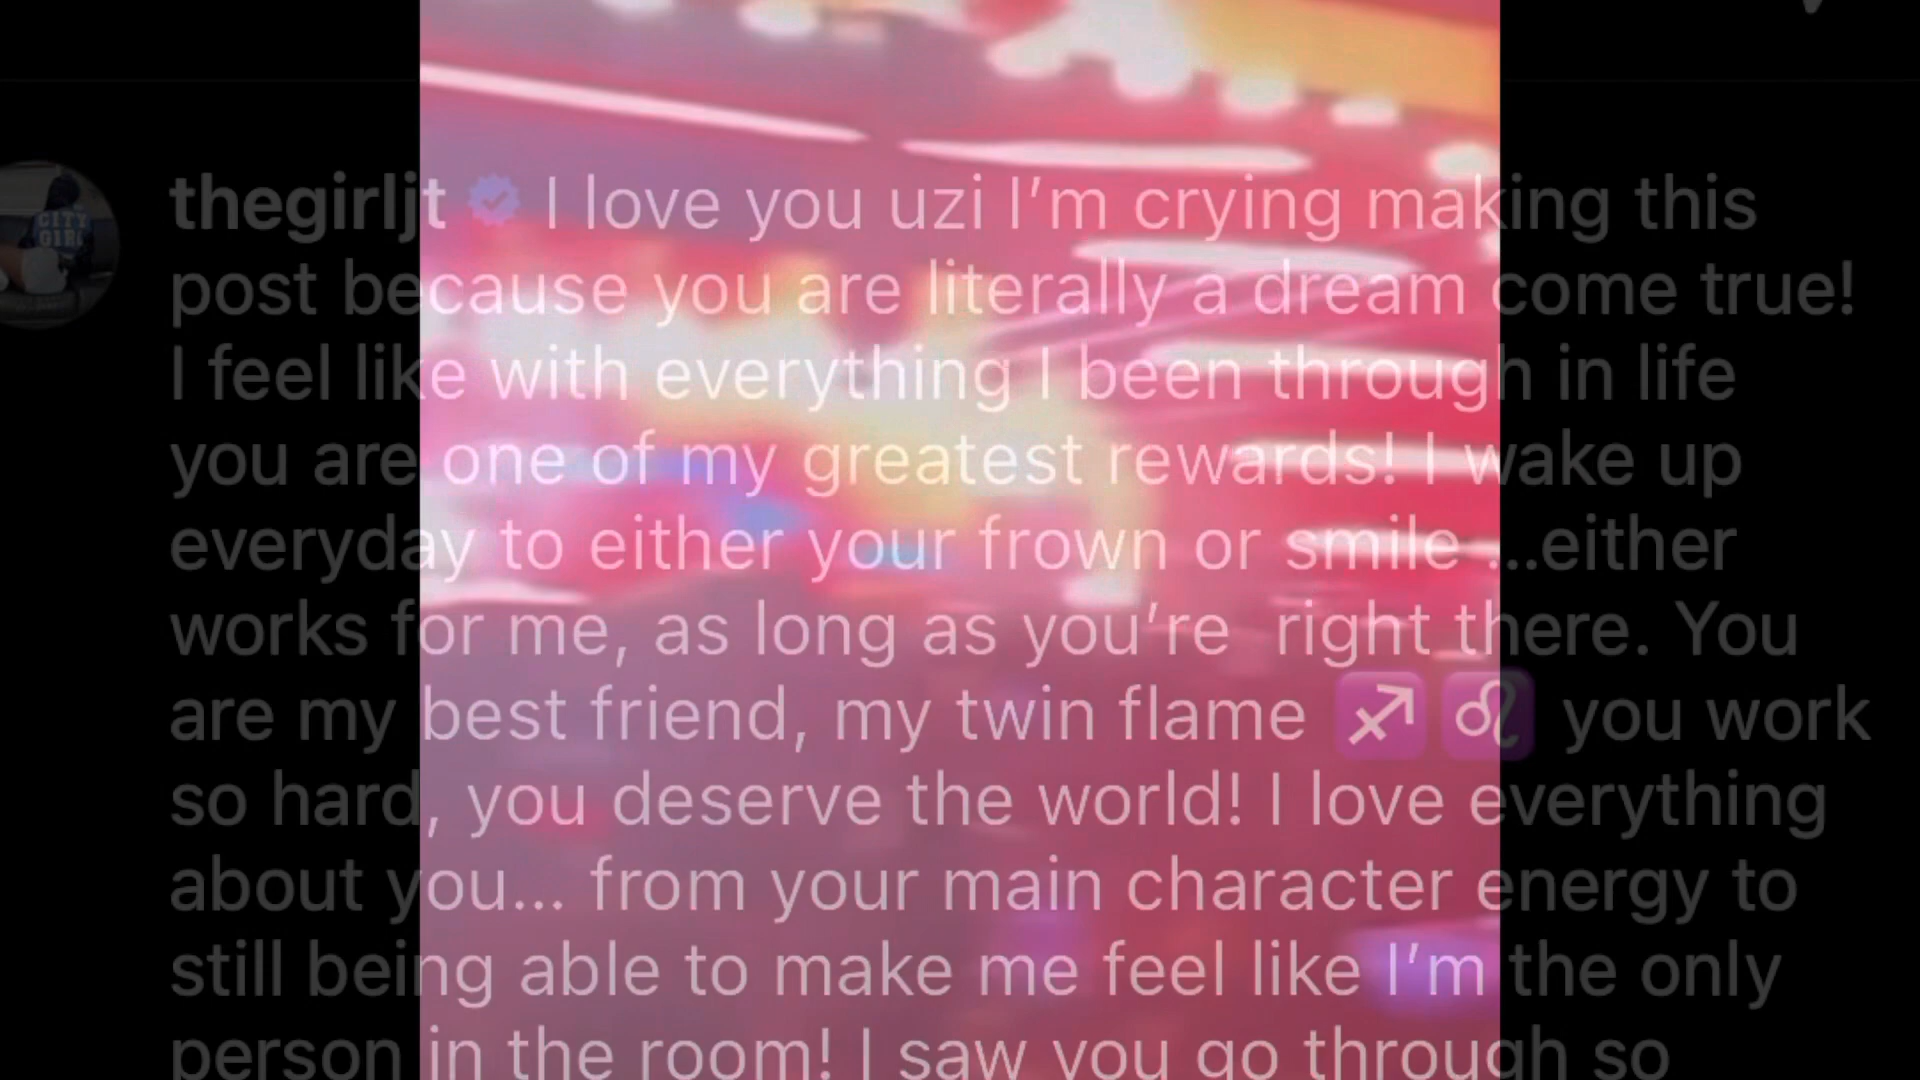 thegirljt I love you uzi I’m crying making this
post because you are literally a dream come true!
I feel like with everything I been through in life
you are one of my greatest rewards! I wake up
everyday to either your frown or smile ...either
works for me, as long as you’re  right there. You
are my best friend, my twin flame ♐♌ you work
so hard, you deserve the world! I love everything
about you... from your main character energy to
still being able to make me feel like I’m the only
person in the room! I saw you go through so
CITY
GIRL